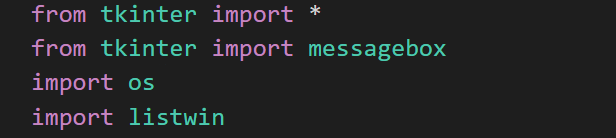 from tkinter import *
from tkinter import messagebox
import os
import listwin